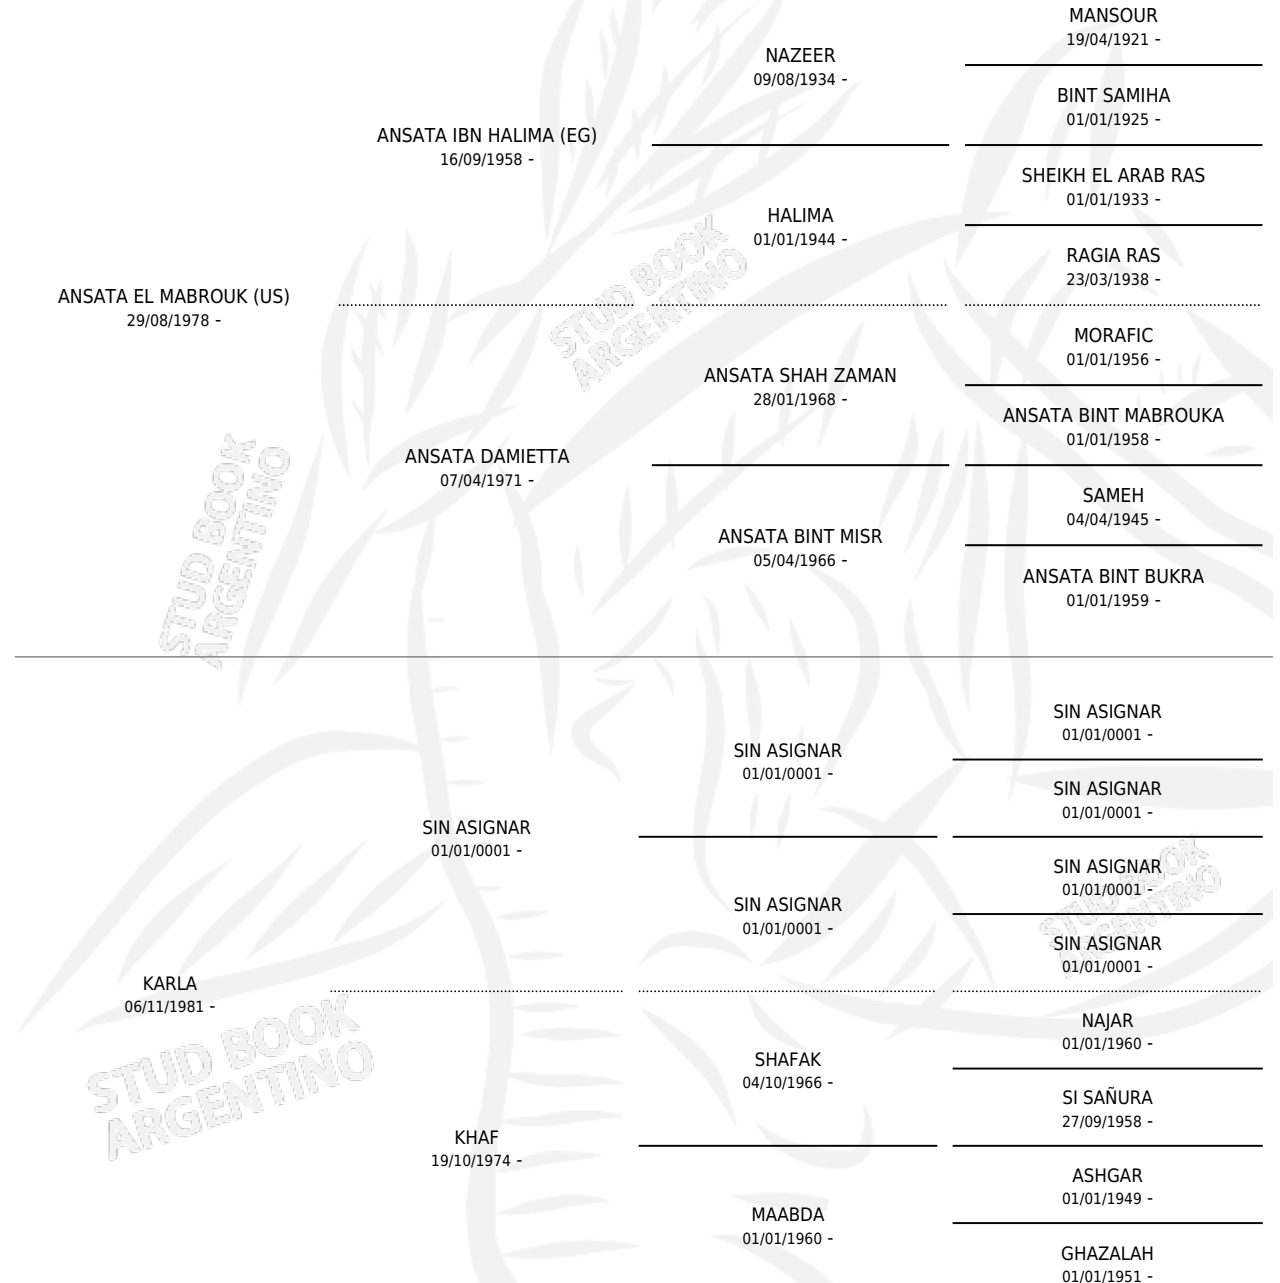 MANSOUR
19/04/1921 -
NAZEER
09/08/1934 -
BINT SAMIHA
01/01/1925 -
ANSATA IBN HALIMA (EG)
16/09/1958 -
SHEIKH EL ARAB RAS
01/01/1933 -
HALIMA
01/01/1944 -
RAGIA RAS
23/03/1938 -
ANSATA EL MABROUK (US)
29/08/1978 -
MORAFIC
01/01/1956 -
ANSATA SHAH ZAMAN
28/01/1968 -
ANSATA BINT MABROUKA
01/01/1958 -
ANSATA DAMIETTA
07/04/1971 -
SAMEH
04/04/1945 -
ANSATA BINT MISR
05/04/1966 -
ANSATA BINT BUKRA
01/01/1959 -
SIN ASIGNAR
01/01/0001 -
SIN ASIGNAR
01/01/0001 -
SIN ASIGNAR
01/01/0001 -
SIN ASIGNAR
01/01/0001 -
SIN ASIGNAR
01/01/0001 -
SIN ASIGNAR
01/01/0001 -
SIN ASIGNAR
01/01/0001 -
KARLA
06/11/1981 -
NAJAR
01/01/1960 -
SHAFAK
04/10/1966 -
SI SAÑURA
27/09/1958 -
KHAF
19/10/1974 -
ASHGAR
01/01/1949 -
MAABDA
01/01/1960 -
GHAZALAH
01/01/1951 -
STUD BOOK
ARGENTINO
STUD BOOK
ARGENTINO
STUD BOOK
ARGENTINO
STUD BOOK
ARGENTINO